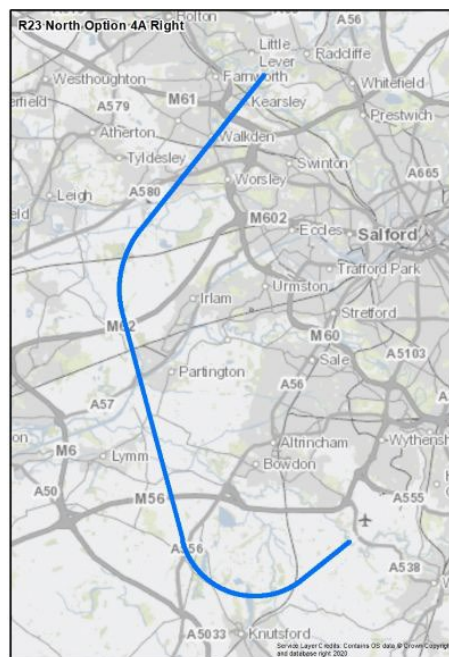 R23 North Option 4A Right
Bolton
A56
Little
Lever
Radcliffe
Westhoughton
Farnworth
Whitefield
A579
M61
Kearsley
Prestwich
Atherton
Walkden
Tyldesley
Swinton
A665
Leigh
A580
Worsley
M602
Eccles
Salford
Trafford Park
Irlam
Urmston
Stretford
M62
M60
A5103
Sale
Partington
A56
A57
M6
Altrincham
Lymm
Bowdon
A50
M56
A555
A556
A538
A5033
Knutsford
Service Layer Credits: Contains OS data © Crown Copyright
and database right 2020